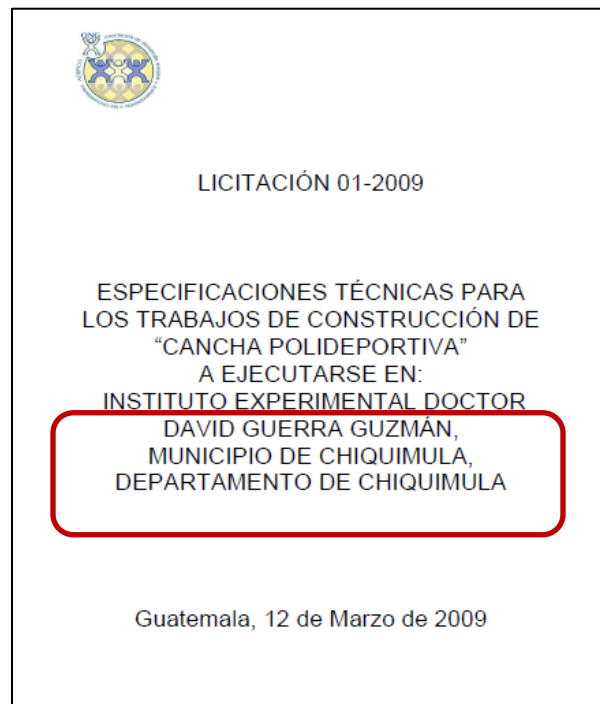 ONG
LICITACIÓN 01-2009
ESPECIFICACIONES TÉCNICAS PARA
LOS TRABAJOS DE CONSTRUCCIÓN DE
“CANCHA POLIDEPORTIVA”
A EJECUTARSE EN:
INSTITUTO EXPERIMENTAL DOCTOR
DAVID GUERRA GUZMÁN,
MUNICIPIO DE CHIQUIMULA,
DEPARTAMENTO DE CHIQUIMULA
Guatemala, 12 de Marzo de 2009